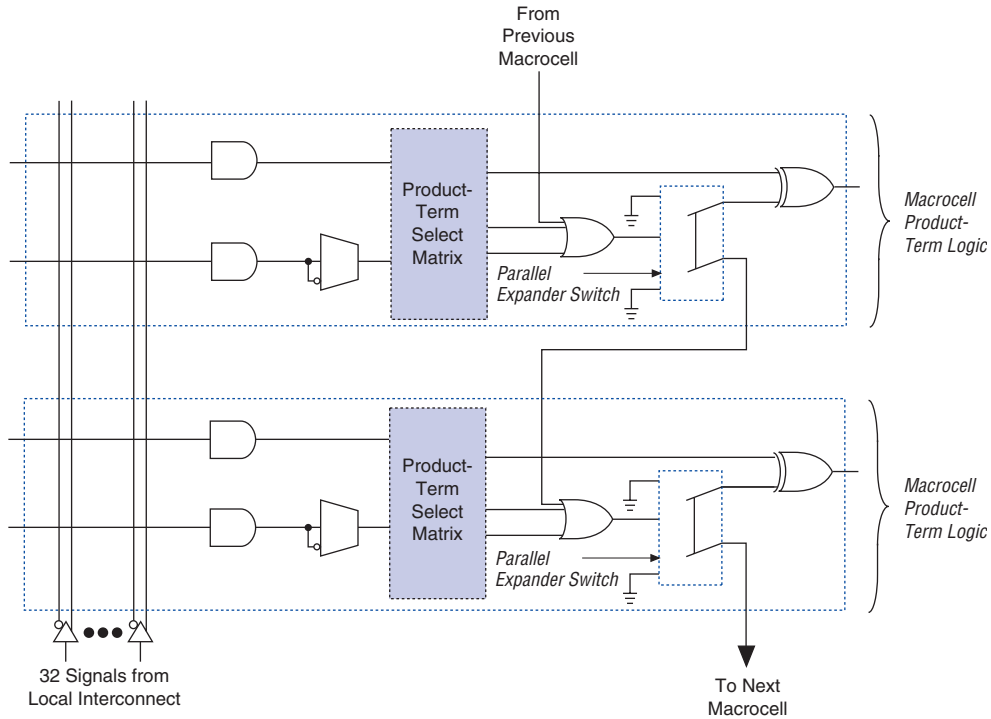 From
Previous
Macrocell
Product-
Term
Select
Matrix
Macrocell
Product-
Term Logic
Parallel
Expander Switch
Product-
Term
Select
Matrix
Macrocell
Product-
Term Logic
Parallel
Expander Switch
32 Signals from
Local Interconnect
To Next
Macrocell